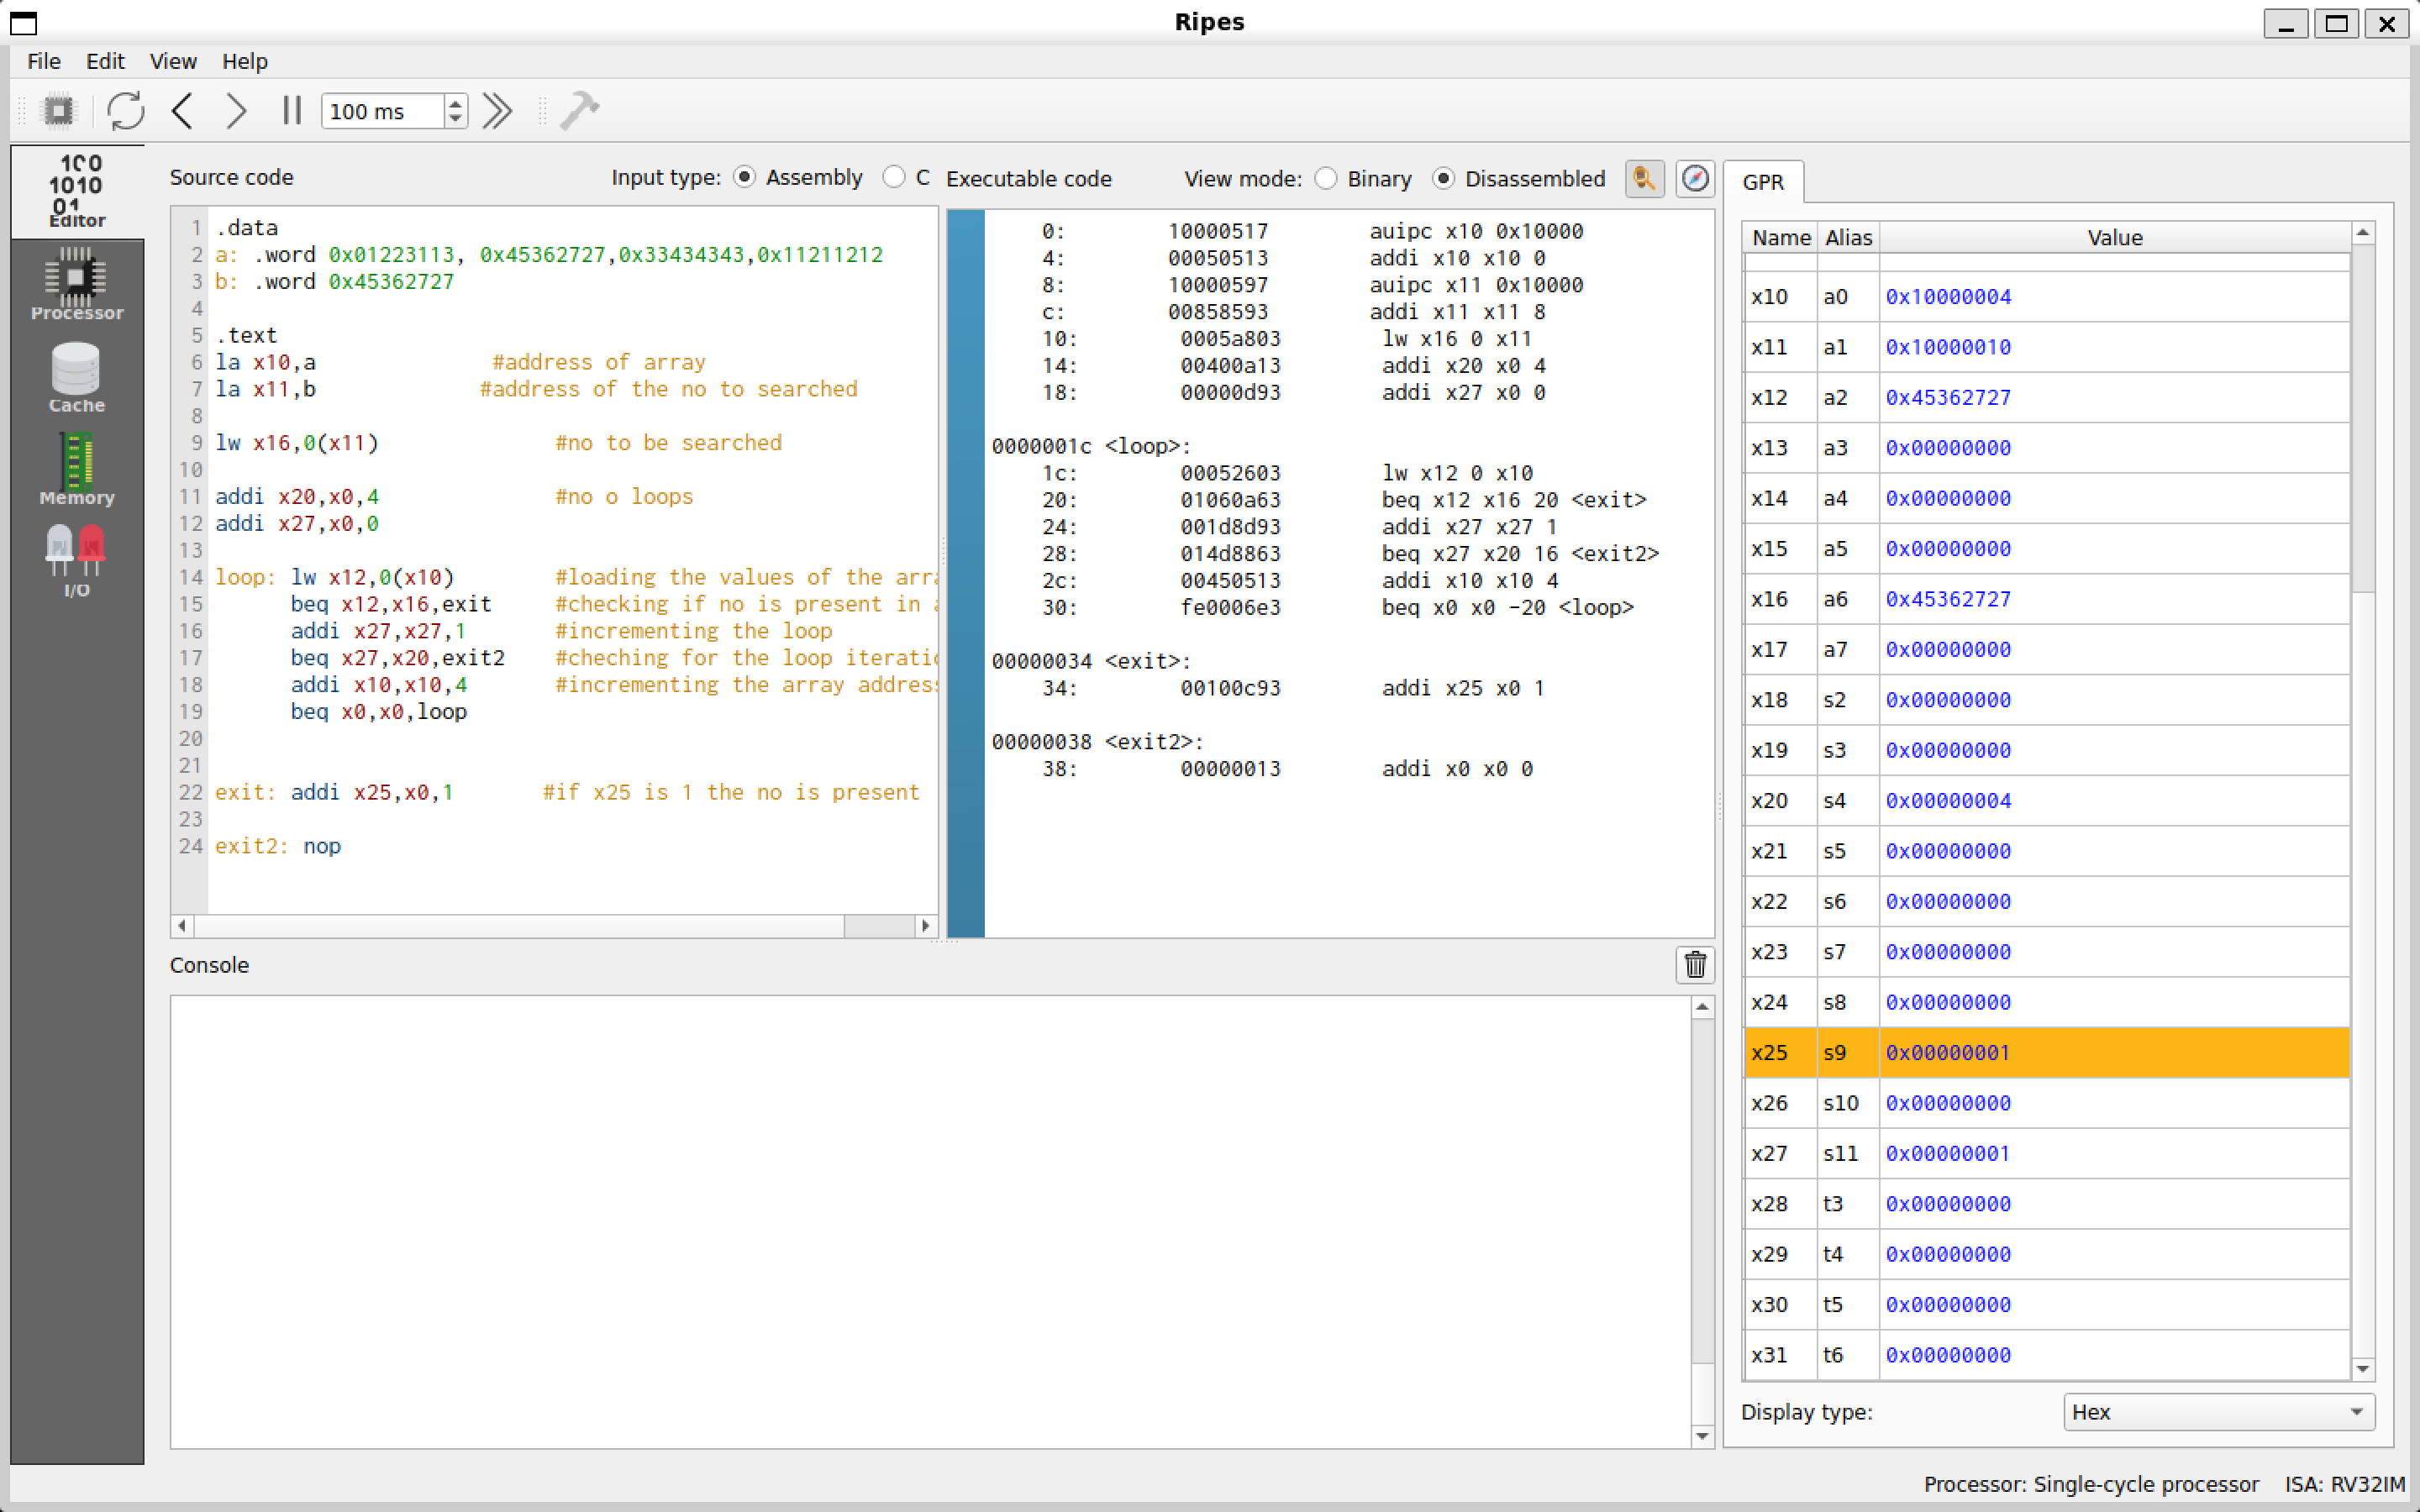 Ripes
File Edit View Help
100 ms
Editor
Processor
Cache
Memory
I/O
Source code Input type: Assembly C
1 .data
2 a: .word 0x01223113, 0x45362727,0x33434343,0x11211212
3 b: .word 0x45362727
4
5 .text
6 la x10,a #address of array
7 la x11,b #address of the no to searched
8
9 lw x16,0(x11) #no to be searched
10
11 addi x20,x0,4 #no o loops
12 addi x27,x0,0
13
14 loop: lw x12,0(x10) #loading the values of the arr
15 beq x12,x16,exit #checking if no is present in
16 addi x27,x27,1 #incrementing the loop
17 beq x27,x20,exit2 #cheching for the loop iterati
18 addi x10,x10,4 #incrementing the array addres
19 beq x0,x0,loop
20
21
22 exit: addi x25,x0,1 #if x25 is 1 the no is present
23
24 exit2: nop
Executable code View mode: Binary Disassembled
0: 10000517 auipc x10 0x10000
4: 00050513 addi x10 x10 0
8: 10000597 auipc x11 0x10000
c: 00858593 addi x11 x11 8
10: 0005a803 lw x16 0 x11
14: 00400a13 addi x20 x0 4
18: 00000d93 addi x27 x0 0
0000001c <loop>:
1c: 00052603 lw x12 0 x10
20: 01060a63 beq x12 x16 20 <exit>
24: 001d8d93 addi x27 x27 1
28: 014d8863 beq x27 x20 16 <exit2>
2c: 00450513 addi x10 x10 4
30: fe0006e3 beq x0 x0 -20 <loop>
00000034 <exit>:
34: 00100c93 addi x25 x0 1
00000038 <exit2>:
38: 00000013 addi x0 x0 0
Console
GPR
Name Alias Value
x10 a0 0x10000004
x11 a1 0x10000010
x12 a2 0x45362727
x13 a3 0x00000000
x14 a4 0x00000000
x15 a5 0x00000000
x16 a6 0x45362727
x17 a7 0x00000000
x18 s2 0x00000000
x19 s3 0x00000000
x20 s4 0x00000004
x21 s5 0x00000000
x22 s6 0x00000000
x23 s7 0x00000000
x24 s8 0x00000000
x25 s9 0x00000001
x26 s10 0x00000000
x27 s11 0x00000001
x28 t3 0x00000000
x29 t4 0x00000000
x30 t5 0x00000000
x31 t6 0x00000000
Display type: Hex
Processor: Single-cycle processor ISA: RV32IM